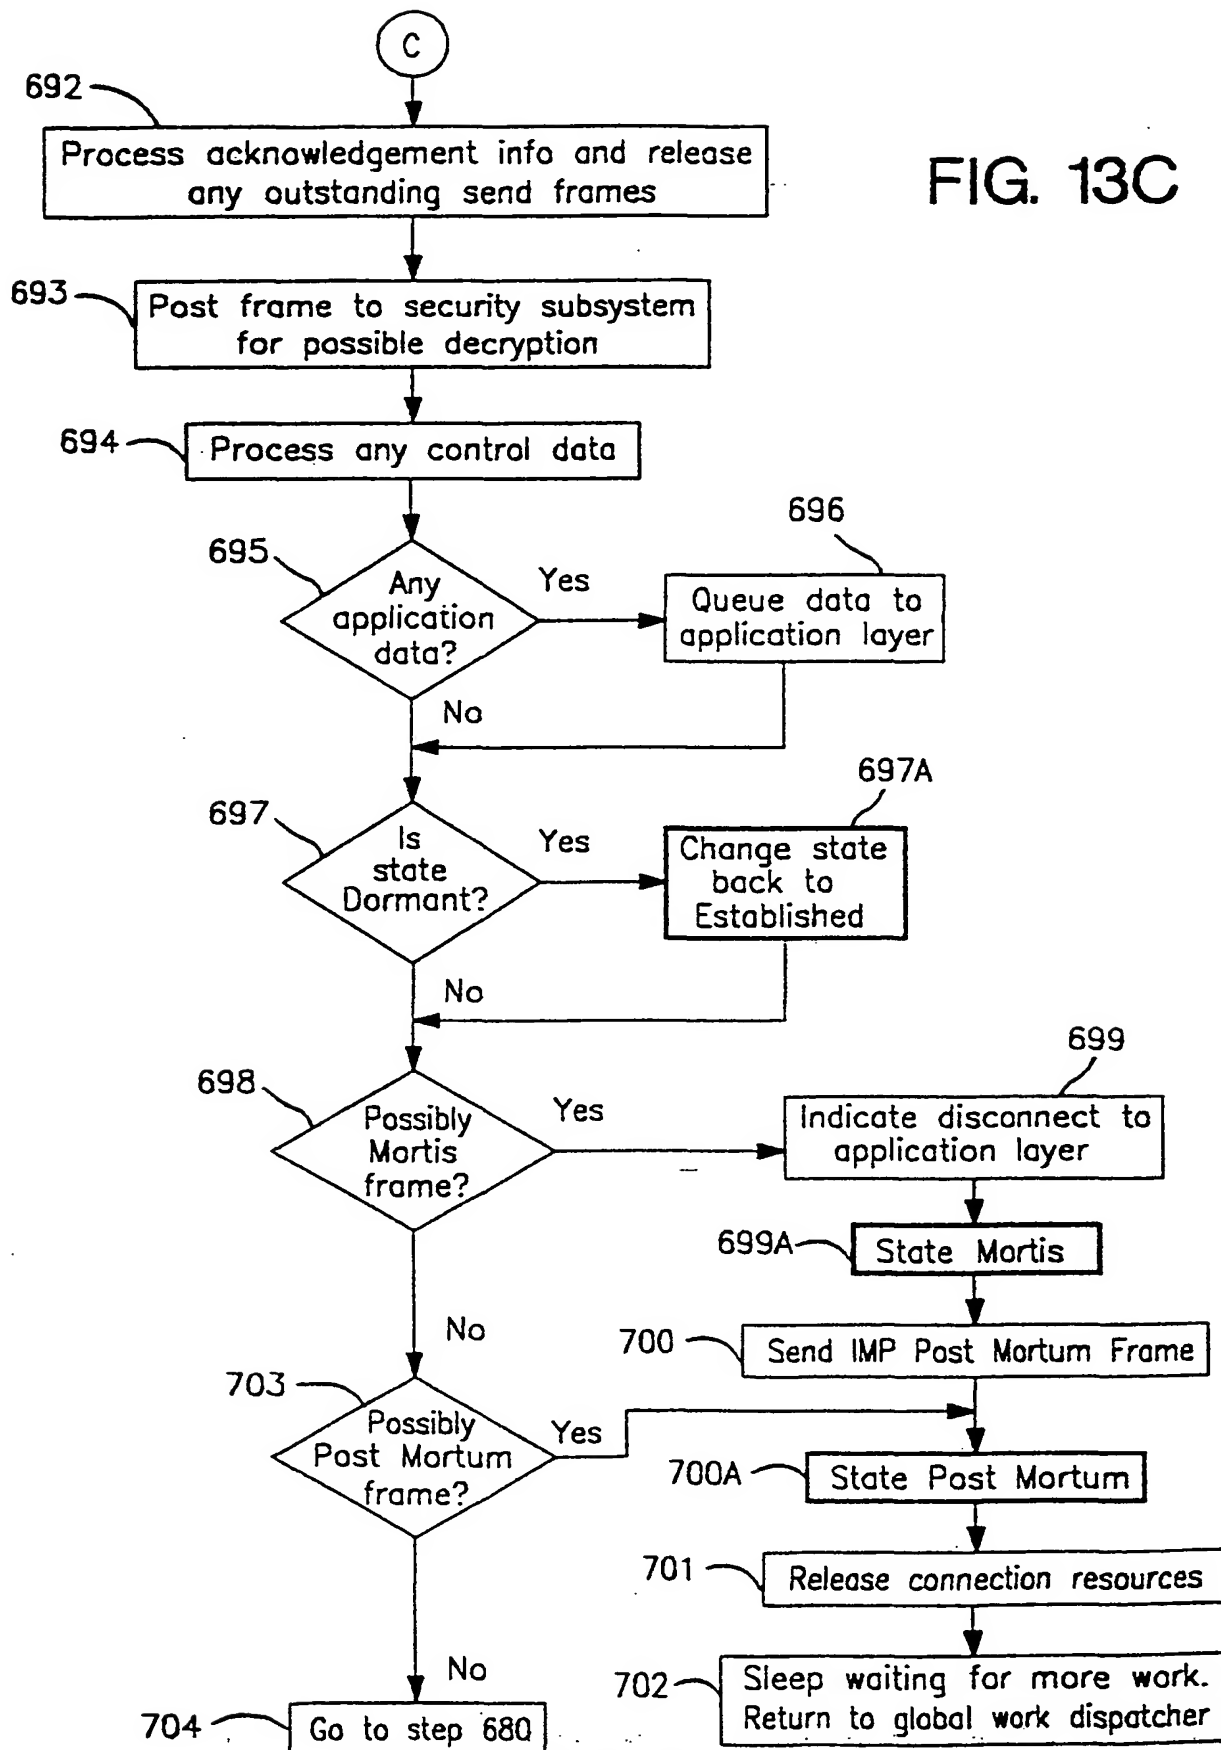 C
692
Process acknowledgement info and release
any outstanding send frames
FIG. 13C
693
Post frame to security subsystem
for possible decryption
694
Process any control data
695
Any
application
data?
Yes
696
Queue data to
application layer
No
697
Is
state
Dormant?
Yes
697A
Change state
back to
Established
No
698
Possibly
Mortis
frame?
Yes
699
Indicate disconnect to
application layer
699A
State Mortis
No
700
Send IMP Post Mortum Frame
703
Possibly
Post Mortum
frame?
Yes
700A
State Post Mortum
701
Release connection resources
No
702
Sleep waiting for more work.
Return to global work dispatcher
704
Go to step 680